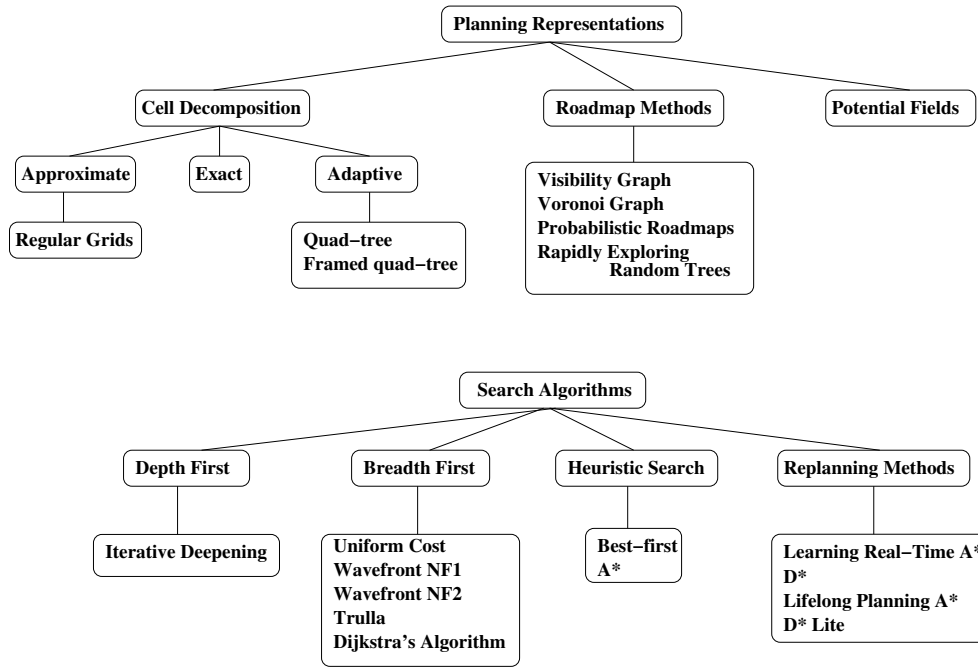 Planning Representations
Cell Decomposition
Roadmap Methods
Potential Fields
Approximate
Exact
Adaptive
Regular Grids
Quad−tree
Framed quad−tree
Visibility Graph
Voronoi Graph
Probabilistic Roadmaps
Rapidly Exploring
Random Trees
Search Algorithms
Depth First
Breadth First
Heuristic Search
Replanning Methods
Iterative Deepening
Uniform Cost
Wavefront NF1
Wavefront NF2
Trulla
Dijkstra's Algorithm
Best−first
A*
Learning Real−Time A*
D*
Lifelong Planning A*
D* Lite